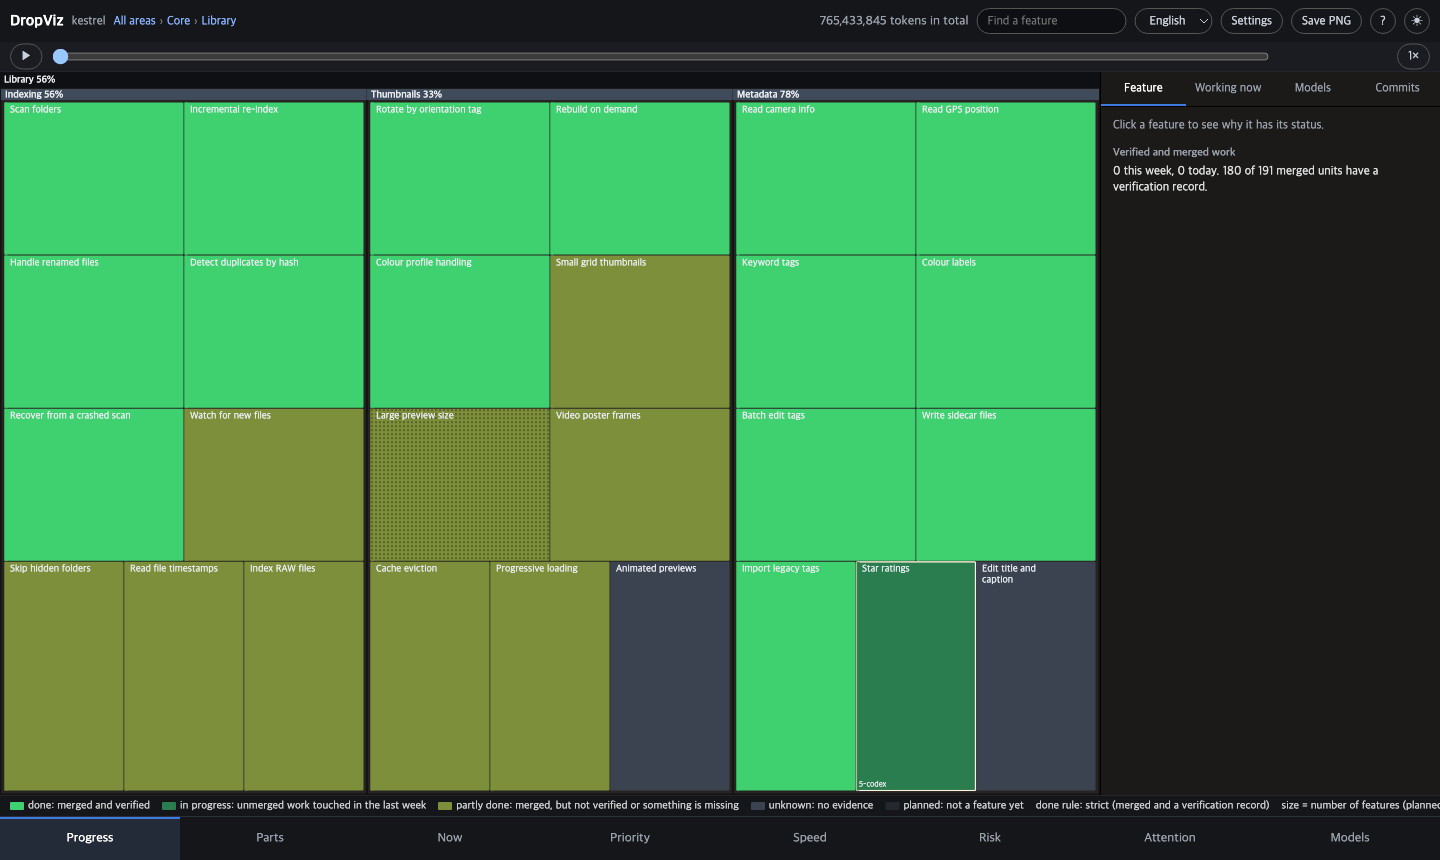 DropViz kestrel All areas › Core › Library 765,433,845 tokens in total Find a feature English Settings Save PNG ?
1×
Library 56%
Indexing 56% Thumbnails 33% Metadata 78%
Feature Working now Models Commits
Click a feature to see why it has its status.
Verified and merged work
0 this week, 0 today. 180 of 191 merged units have a
verification record.
Scan folders Incremental re-index Rotate by orientation tag Rebuild on demand Read camera info Read GPS position
Handle renamed files Detect duplicates by hash Colour profile handling Small grid thumbnails Keyword tags Colour labels
Recover from a crashed scan Watch for new files Large preview size Video poster frames Batch edit tags Write sidecar files
Skip hidden folders Read file timestamps Index RAW files Cache eviction Progressive loading Animated previews Import legacy tags Star ratings Edit title and
caption
5-codex
done: merged and verified in progress: unmerged work touched in the last week partly done: merged, but not verified or something is missing unknown: no evidence planned: not a feature yet done rule: strict (merged and a verification record) size = number of features (planned
Progress Parts Now Priority Speed Risk Attention Models